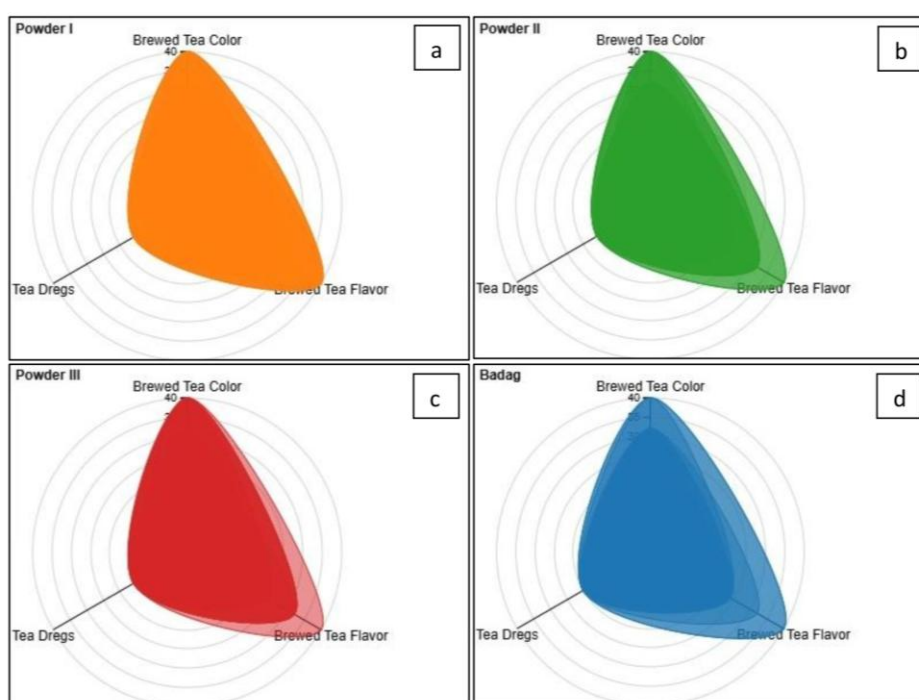 Powder I
a
Brewed Tea Color
40
Tea Dregs
Brewed Tea Flavor
Powder II
b
Brewed Tea Color
40
Tea Dregs
Brewed Tea Flavor
Powder III
c
Brewed Tea Color
40
Tea Dregs
Brewed Tea Flavor
Badag
d
Brewed Tea Color
40
Tea Dregs
Brewed Tea Flavor